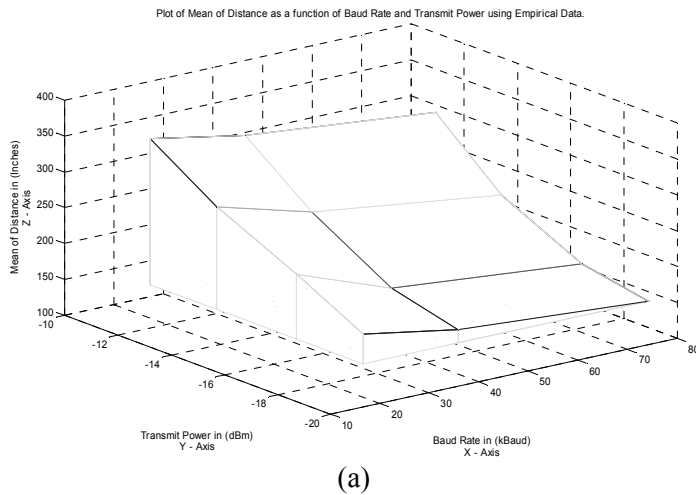 Plot of Mean of Distance as a function of Baud Rate and Transmit Power using Empirical Data.
400
350
300
250
200
150
100
Mean of Distance in (Inches)
Z - Axis
-10
-12
-14
-16
-18
-20
Transmit Power in (dBm)
Y - Axis
10
20
30
40
50
60
70
80
Baud Rate in (kBaud)
X - Axis
(a)